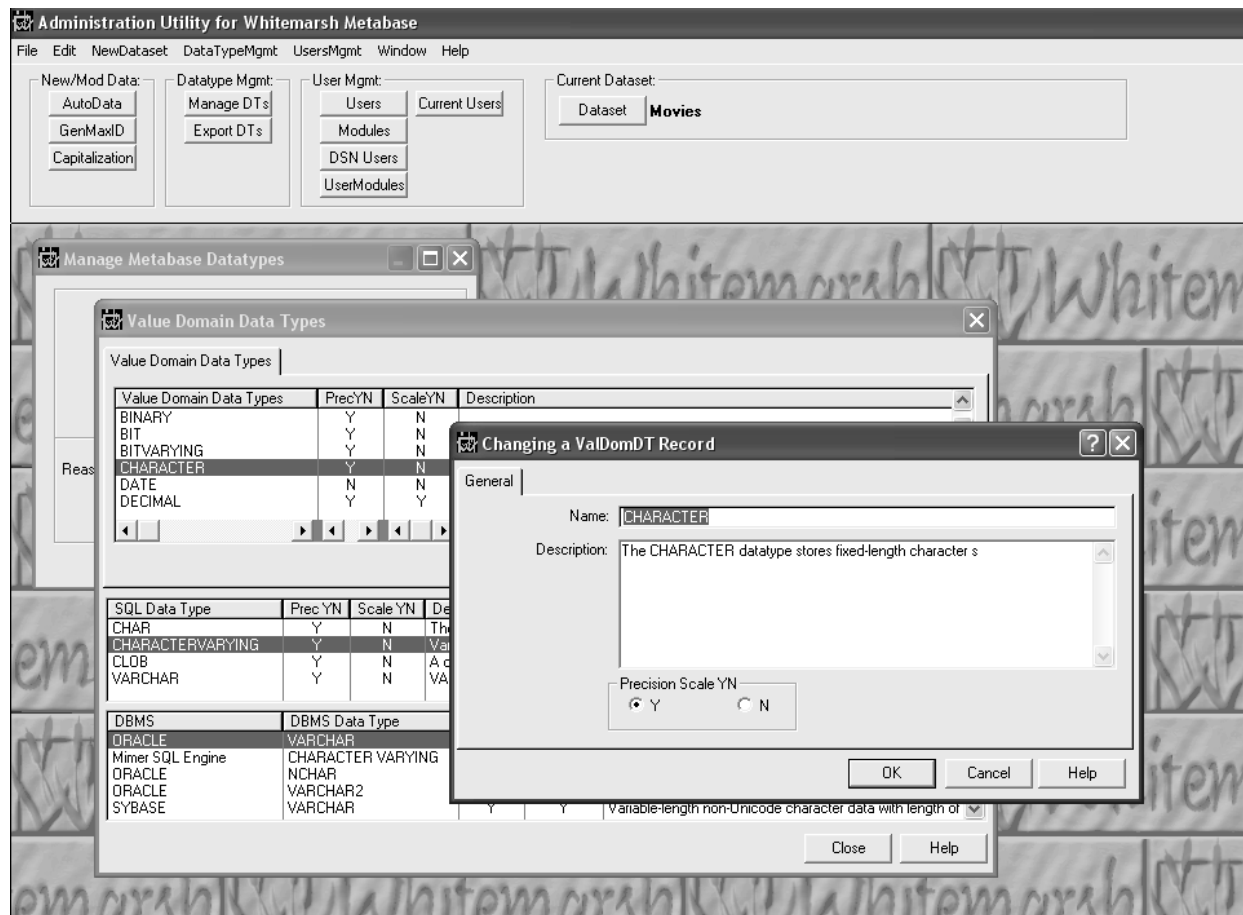 Administration Utility for Whitemarsh Metabase
File Edit NewDataset DataTypeMgmt UsersMgmt Window Help
New/Mod Data: Datatype Mgmt: User Mgmt: Current Dataset:
AutoData Manage DTs Users Current Users Dataset Movies
GenMaxID Export DTs Modules
Capitalization DSN Users
UserModules
Manage Metabase Datatypes
Value Domain Data Types
Value Domain Data Types
Value Domain Data Types PrecYN ScaleYN Description
BINARY Y N
BIT Y N
BITVARYING Y N
CHARACTER Y N
DATE N N
DECIMAL Y Y
Reas
Changing a ValDomDT Record
General
Name: CHARACTER
Description: The CHARACTER datatype stores fixed-length character s
Precision Scale YN
Y N
OK Cancel Help
SQL Data Type Prec YN Scale YN De
CHAR Y N The
CHARACTERVARYING Y N Va
CLOB Y N A c
VARCHAR Y N VA
DBMS DBMS Data Type
ORACLE VARCHAR
Mimer SQL Engine CHARACTER VARYING
ORACLE NCHAR
ORACLE VARCHAR2
SYBASE VARCHAR Y Y Variable-length non-Unicode character data with length of
Close Help
Whitemarsh